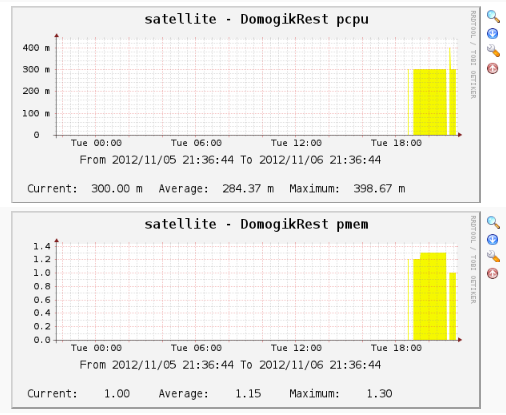 satellite - DomogikRest pcpu
400 m
300 m
200 m
100 m
0
Tue 00:00 Tue 06:00 Tue 12:00 Tue 18:00
From 2012/11/05 21:36:44 To 2012/11/06 21:36:44
Current: 300.00 m Average: 284.37 m Maximum: 398.67 m
RRDTOOL / TOBI OETIKER
satellite - DomogikRest pmem
1.4
1.2
1.0
0.8
0.6
0.4
0.2
0.0
Tue 00:00 Tue 06:00 Tue 12:00 Tue 18:00
From 2012/11/05 21:36:44 To 2012/11/06 21:36:44
Current: 1.00 Average: 1.15 Maximum: 1.30
RRDTOOL / TOBI OETIKER